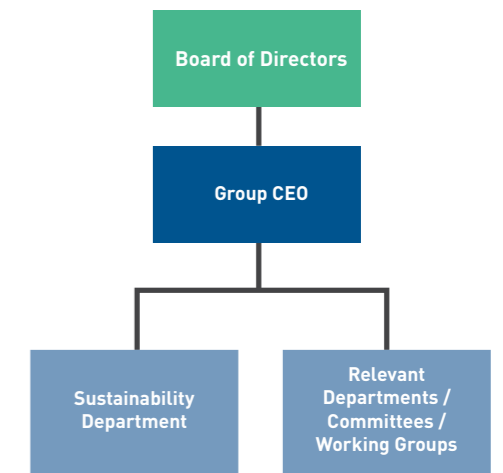 Board of Directors
Group CEO
Sustainability
Department
Relevant
Departments /
Committees /
Working Groups